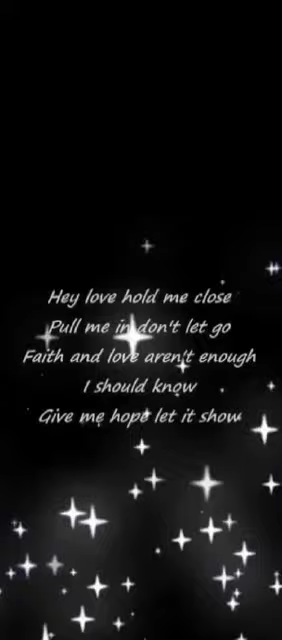 Hey love hold me close
Pull me in don't let go
Faith and love aren't enough
I should know
Give me hope let it show